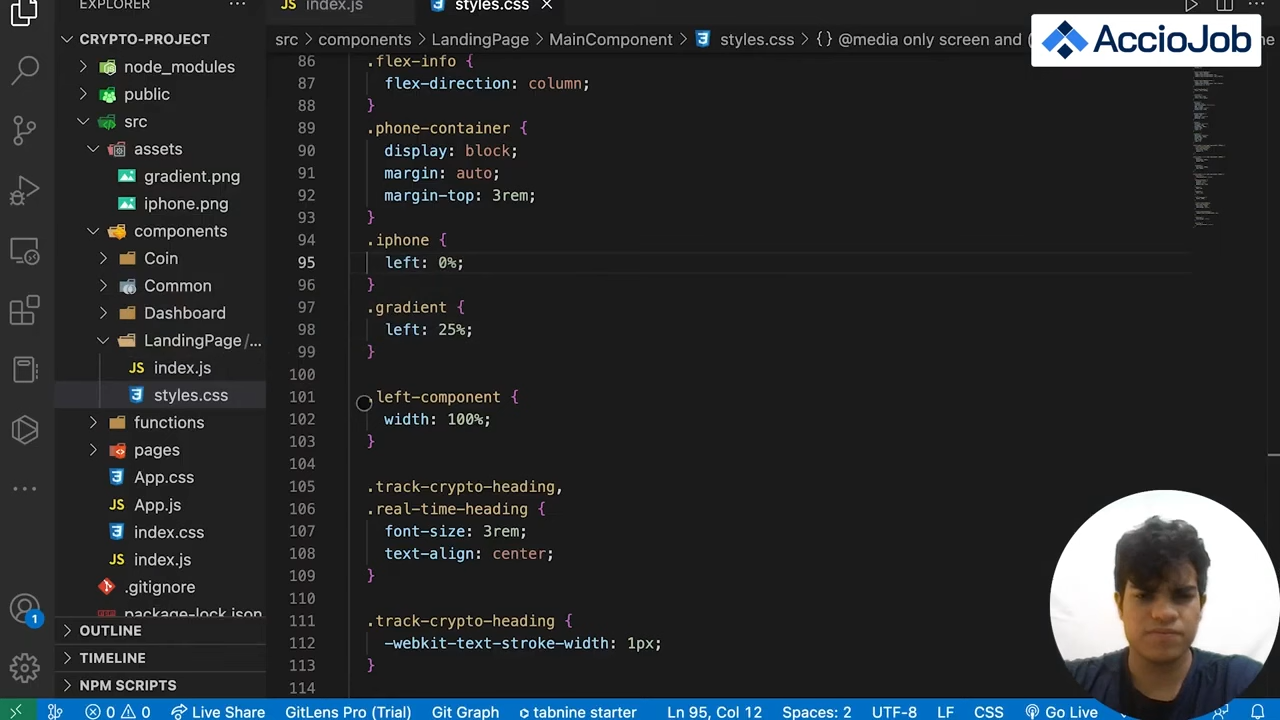 EXPLORER
JS index.js
styles.css
CRYPTO-PROJECT
src > components > LandingPage > MainComponent > styles.css > {} @media only screen and (
AccioJob
node_modules
public
src
assets
gradient.png
iphone.png
components
Coin
Common
Dashboard
LandingPage /...
JS index.js
styles.css
functions
pages
App.css
JS App.js
index.css
JS index.js
.gitignore
package-lock.json
OUTLINE
TIMELINE
NPM SCRIPTS
1
86 .flex-info {
87 flex-direction: column;
88 }
89 .phone-container {
90 display: block;
91 margin: auto;
92 margin-top: 3rem;
93 }
94 .iphone {
95 left: 0%;
96 }
97 .gradient {
98 left: 25%;
99 }
100
101 .left-component {
102 width: 100%;
103 }
104
105 .track-crypto-heading,
106 .real-time-heading {
107 font-size: 3rem;
108 text-align: center;
109 }
110
111 .track-crypto-heading {
112 -webkit-text-stroke-width: 1px;
113 }
114
0 0 Live Share GitLens Pro (Trial) Git Graph tabnine starter Ln 95, Col 12 Spaces: 2 UTF-8 LF CSS Go Live